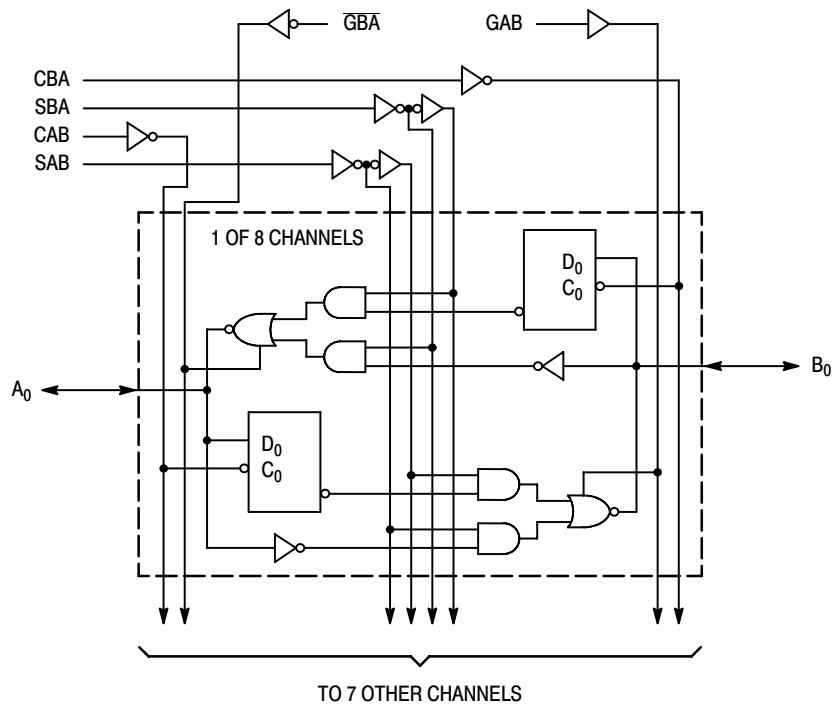 GBA GAB
CBA
SBA
CAB
SAB
1 OF 8 CHANNELS
D0
C0
A0
B0
D0
C0
TO 7 OTHER CHANNELS